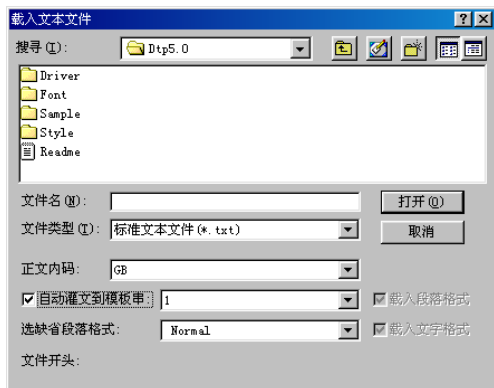 载入文本文件
搜寻(I): Dtp5.0
Driver
Font
Sample
Style
Readme
文件名(N): 打开(O)
文件类型(T): 标准文本文件(*.txt) 取消
正文内码: GB
自动灌文到模板串: 1 载入段落格式
选缺省段落格式: Normal 载入文字格式
文件开头: